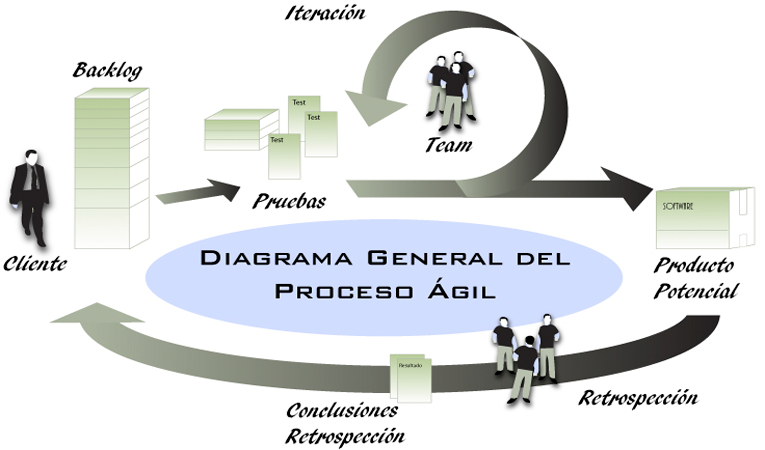 Iteración
Backlog
Test
Test
Test
Team
Pruebas
SOFTWARE
Cliente
Diagrama General del
Proceso Ágil
Producto
Potencial
Resultado
Conclusiones
Retrospección
Retrospección